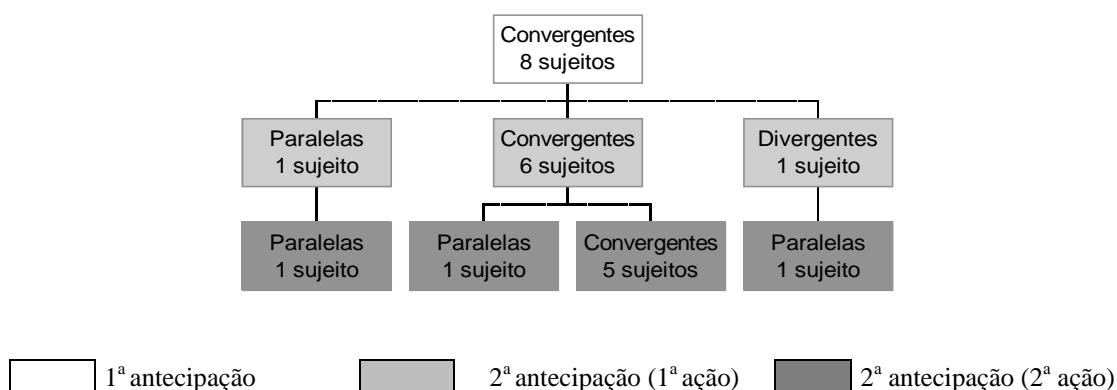 Convergentes
8 sujeitos
Paralelas
1 sujeito
Convergentes
6 sujeitos
Divergentes
1 sujeito
Paralelas
1 sujeito
Paralelas
1 sujeito
Convergentes
5 sujeitos
Paralelas
1 sujeito
1ª antecipação
2ª antecipação (1ª ação)
2ª antecipação (2ª ação)